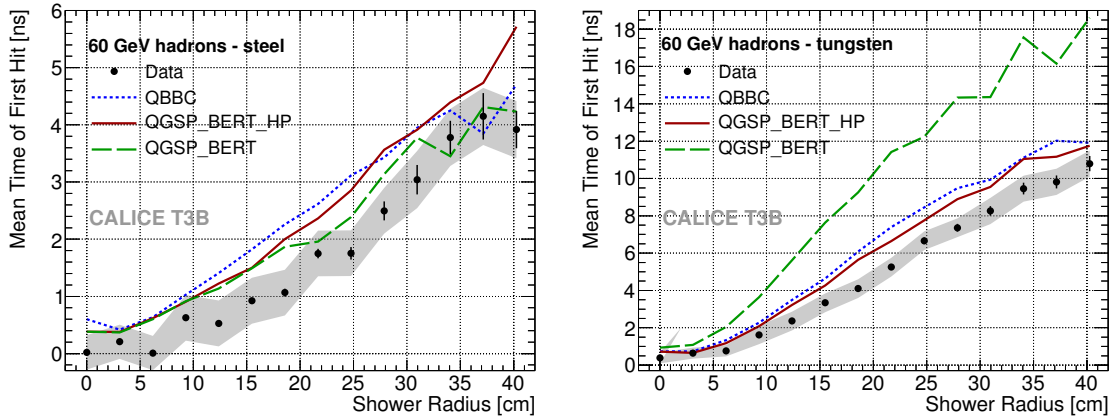 Mean Time of First Hit [ns]
6
5
4
3
2
1
0
60 GeV hadrons - steel
Data
QBBC
QGSP_BERT_HP
QGSP_BERT
CALICE T3B
0 5 10 15 20 25 30 35 40
Shower Radius [cm]
Mean Time of First Hit [ns]
18
16
14
12
10
8
6
4
2
0
60 GeV hadrons - tungsten
Data
QBBC
QGSP_BERT_HP
QGSP_BERT
CALICE T3B
0 5 10 15 20 25 30 35 40
Shower Radius [cm]